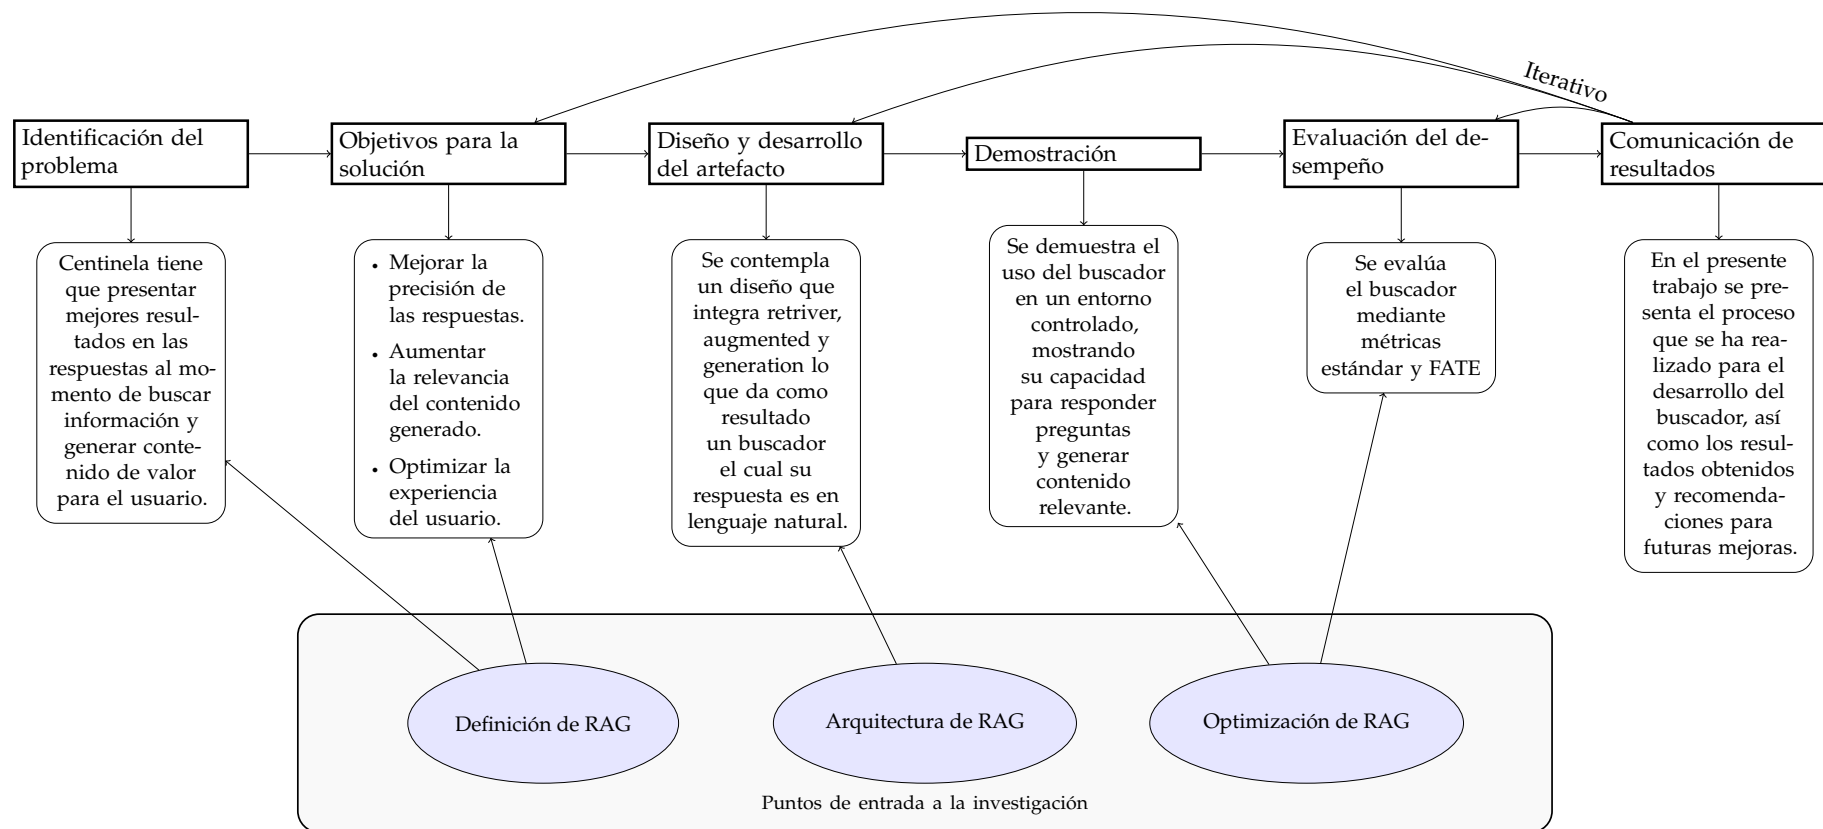 Iterativo
Identificación del
problema
Objetivos para la
solución
Diseño y desarrollo
del artefacto
Demostración
Evaluación del de-
sempeño
Comunicación de
resultados
Centinela tiene
que presentar
mejores resul-
tados en las
respuestas al mo-
mento de buscar
información y
generar conte-
nido de valor
para el usuario.
• Mejorar la
precisión de
las respuestas.
• Aumentar
la relevancia
del contenido
generado.
• Optimizar la
experiencia
del usuario.
Se contempla
un diseño que
integra retriver,
augmented y
generation lo
que da como
resultado
un buscador
el cual su
respuesta es en
lenguaje natural.
Se demuestra el
uso del buscador
en un entorno
controlado,
mostrando
su capacidad
para responder
preguntas
y generar
contenido
relevante.
Se evalúa
el buscador
mediante
métricas
estándar y FATE
En el presente
trabajo se pre-
senta el proceso
que se ha rea-
lizado para el
desarrollo del
buscador, así
como los resul-
tados obtenidos
y recomenda-
ciones para
futuras mejoras.
Definición de RAG
Arquitectura de RAG
Optimización de RAG
Puntos de entrada a la investigación